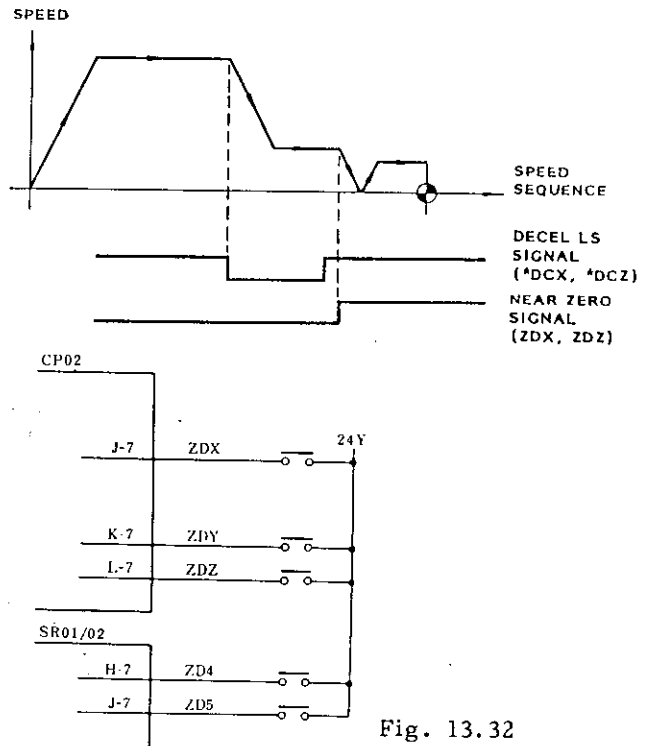 SPEED
SPEED
SEQUENCE
DECEL LS
SIGNAL
(*DCX, *DCZ)
NEAR ZERO
SIGNAL
(ZDX, ZDZ)
CP02
24Y
J-7 ZDX
K-7 ZDY
L-7 ZDZ
SR01/02
H-7 ZD4
J-7 ZD5
Fig. 13.32